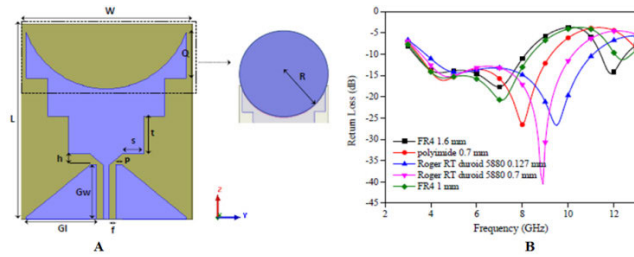 W
L
Q
R
t
s
h
p
Gw
Gl
f
Z
Y
A
Return Loss (dB)
0
-5
-10
-15
-20
-25
-30
-35
-40
-45
FR4 1.6 mm
polyimide 0.7 mm
Roger RT duroid 5880 0.127 mm
Roger RT duroid 5880 0.7 mm
FR4 1 mm
2 4 6 8 10 12
Frequency (GHz)
B